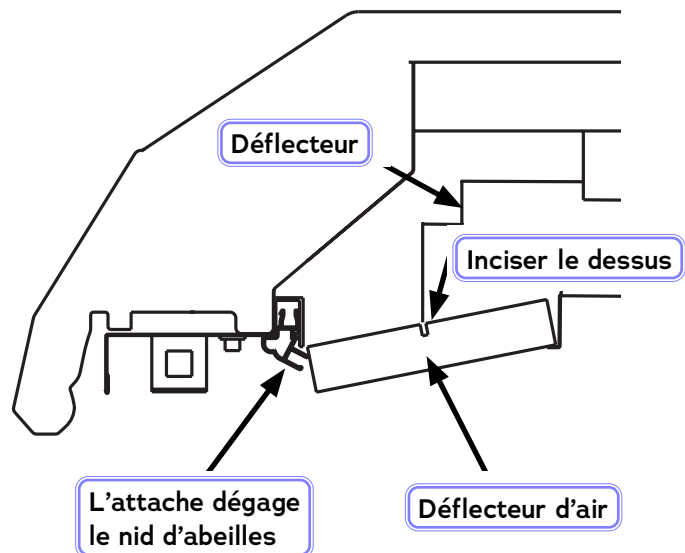 Déflecteur
Inciser le dessus
L'attache dégage
le nid d'abeilles
Déflecteur d'air